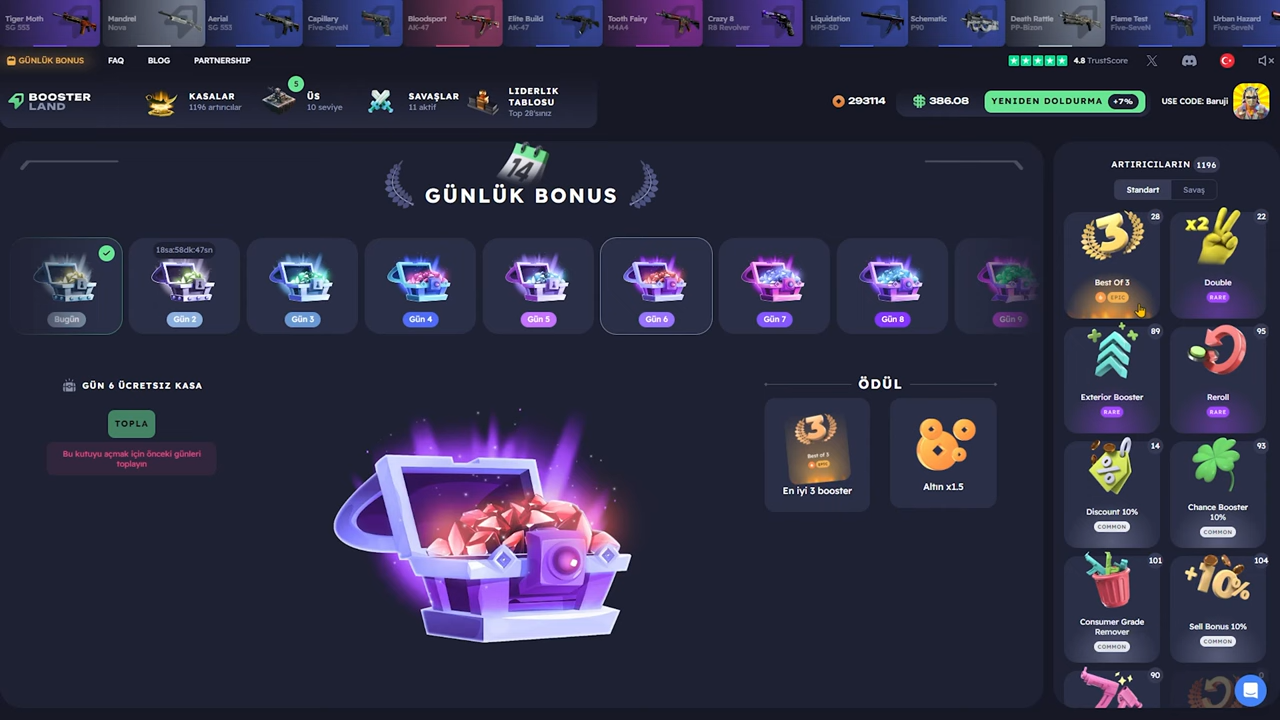 Tiger Moth
SG 553
Mandrel
Nova
Aerial
SG 553
Capillary
Five-SeveN
Bloodsport
AK-47
Elite Build
AK-47
Tooth Fairy
M4A4
Crazy 8
R8 Revolver
Liquidation
MP5-SD
Schematic
P90
Death Rattle
PP-Bizon
Flame Test
Five-SeveN
Urban Hazard
Five-SeveN
GÜNLÜK BONUS
FAQ
BLOG
PARTNERSHIP
4.8 TrustScore
BOOSTER
LAND
KASALAR
1196 artırıcılar
5
ÜS
10 seviye
SAVAŞLAR
11 aktif
LIDERLIK
TABLOSU
Top 28'sınız
293114
386.08
YENIDEN DOLDURMA +7%
USE CODE: Baruji
14
GÜNLÜK BONUS
Bugün
18sa:58dk:47sn
Gün 2
Gün 3
Gün 4
Gün 5
Gün 6
Gün 7
Gün 8
Gün 9
GÜN 6 ÜCRETSIZ KASA
TOPLA
Bu kutuyu açmak için önceki günleri
toplayın
ÖDÜL
3
Best of 3
EPIC
En iyi 3 booster
Altın x1.5
ARTIRICILARIN 1196
Standart
Savaş
28
3
Best Of 3
EPIC
22
x2
Double
RARE
89
Exterior Booster
RARE
95
Reroll
RARE
14
%
Discount 10%
COMMON
93
Chance Booster
10%
COMMON
101
Consumer Grade
Remover
COMMON
104
+10%
Sell Bonus 10%
COMMON
90